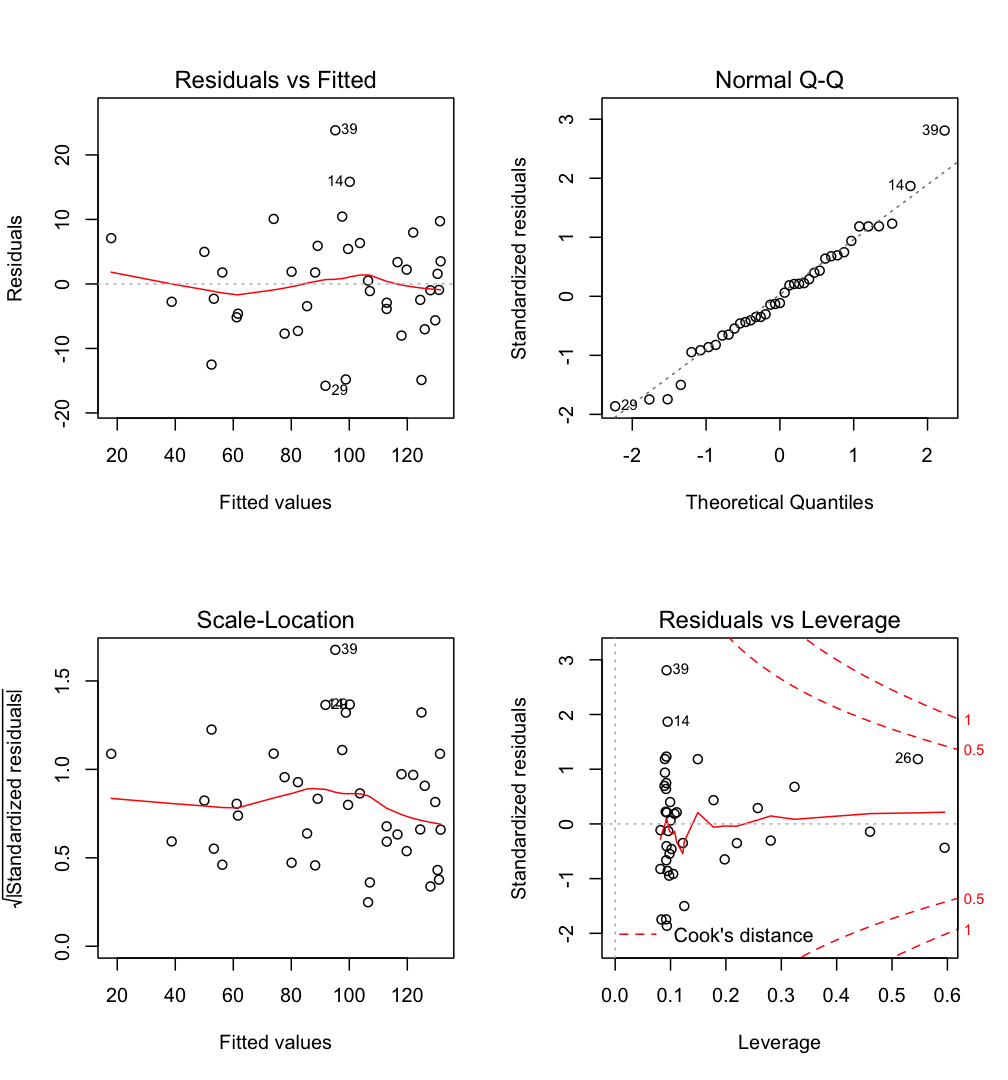 Residuals vs Fitted
Residuals
20
10
0
-10
-20
39
14
29
20 40 60 80 100 120
Fitted values
Normal Q-Q
Standardized residuals
3
2
1
0
-1
-2
39
14
29
-2 -1 0 1 2
Theoretical Quantiles
Scale-Location
√|Standardized residuals|
1.5
1.0
0.5
0.0
39
20 40 60 80 100 120
Fitted values
Residuals vs Leverage
Standardized residuals
3
2
1
0
-1
-2
39
14
26
1
0.5
0.5
1
Cook's distance
0.0 0.1 0.2 0.3 0.4 0.5 0.6
Leverage